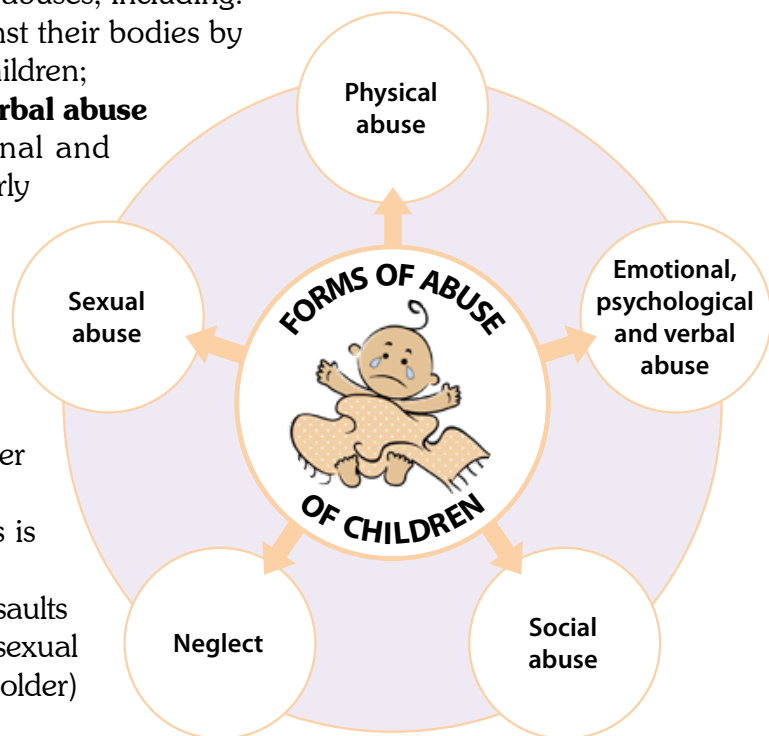 abuses, including:
nst their bodies by
hildren;
rbal abuse
nal and
rly
er
s is
saults
sexual
older)
Physical
abuse
Emotional,
psychological
and verbal
abuse
Social
abuse
Neglect
Sexual
abuse
FORMS OF ABUSE
OF CHILDREN